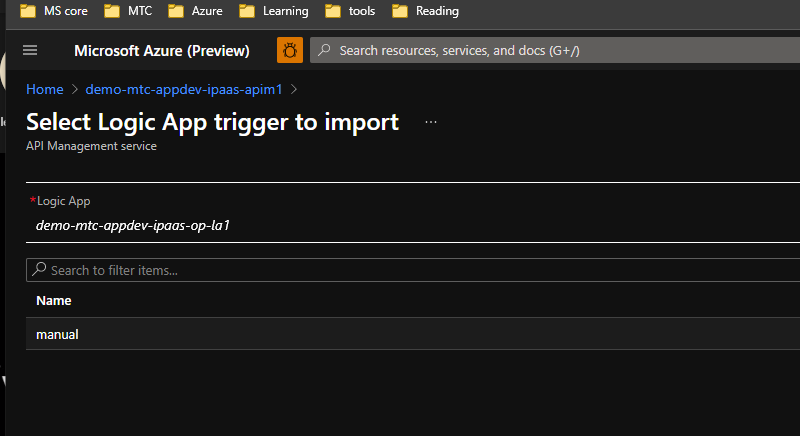 MS core MTC Azure Learning tools Reading
Microsoft Azure (Preview) Search resources, services, and docs (G+/)
Home > demo-mtc-appdev-ipaas-apim1 >
Select Logic App trigger to import ...
API Management service
*Logic App
demo-mtc-appdev-ipaas-op-la1
Search to filter items...
Name
manual